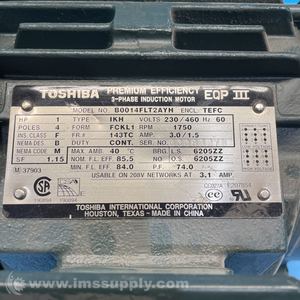 TOSHIBA PREMIUM EFFICIENCY 3-PHASE INDUCTION MOTOR EQP III
MODEL NO. B0014FLT2AYH ENCL. TEFC
HP 1 TYPE IKH VOLTS 230/460 HZ 60
POLES 4 FORM FCKL1 RPM 1750
INS. CLASS F FR.# 143TC AMP. 3.0/1.5
NEMA DES. B DUTY CONT. SER.
NEMA CODE M MAX AMB 40 °C BRG L.S 6205ZZ
S.F 1.15 NOM. F.L EFF. 85.5 NO. O.S 6205ZZ
MIN F.L EFF. 84.0 P.F. 74.0
M-37903 USABLE ON 208V NETWORKS AT 3.1 AMP.
TOSHIBA INTERNATIONAL CORPORATION
HOUSTON, TEXAS - MADE IN CHINA
© www.imssupply.com